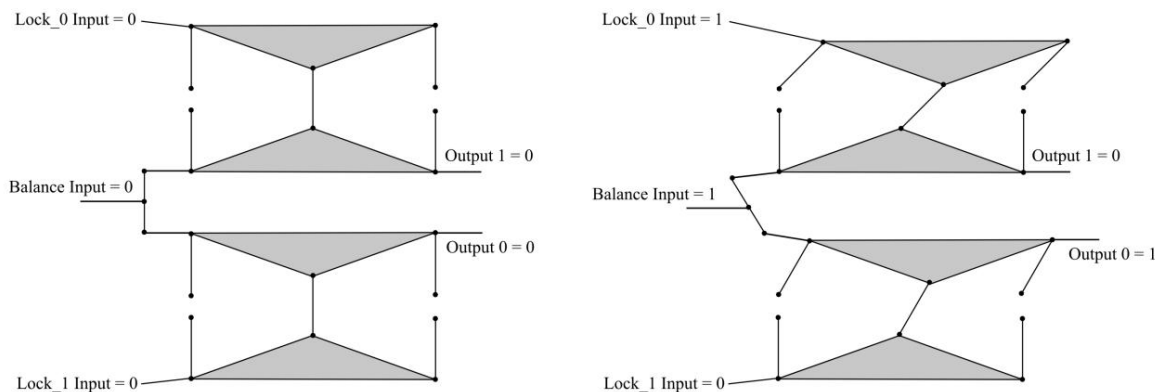 Lock_0 Input = 0
Output 1 = 0
Balance Input = 0
Output 0 = 0
Lock_1 Input = 0
Lock_0 Input = 1
Output 1 = 0
Balance Input = 1
Output 0 = 1
Lock_1 Input = 0